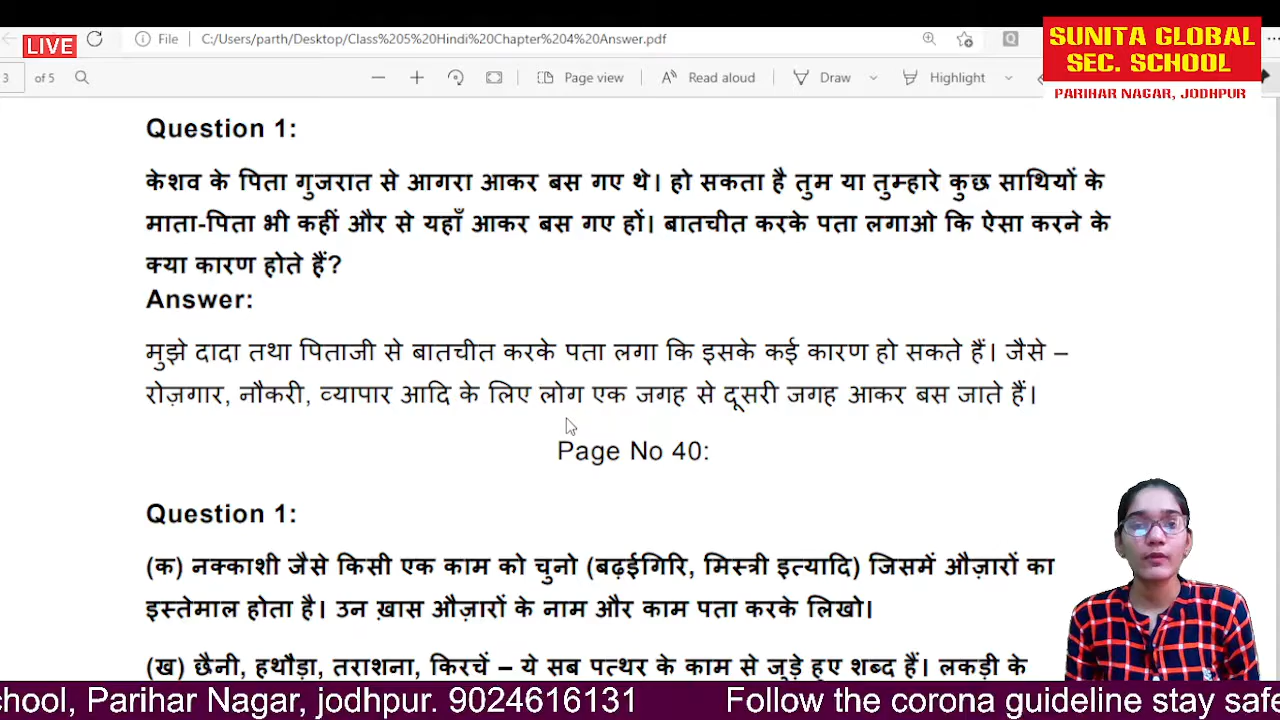 LIVE
File
C:/Users/parth/Desktop/Class%205%20Hindi%20Chapter%204%20Answer.pdf
SUNITA GLOBAL
SEC. SCHOOL
PARIHAR NAGAR, JODHPUR
3 of 5
Page view
Read aloud
Draw
Highlight
Question 1:
केशव के पिता गुजरात से आगरा आकर बस गए थे। हो सकता है तुम या तुम्हारे कुछ साथियों के
माता-पिता भी कहीं और से यहाँ आकर बस गए हों। बातचीत करके पता लगाओ कि ऐसा करने के
क्या कारण होते हैं?
Answer:
मुझे दादा तथा पिताजी से बातचीत करके पता लगा कि इसके कई कारण हो सकते हैं। जैसे –
रोज़गार, नौकरी, व्यापार आदि के लिए लोग एक जगह से दूसरी जगह आकर बस जाते हैं।
Page No 40:
Question 1:
(क) नक्काशी जैसे किसी एक काम को चुनो (बढ़ईगिरि, मिस्त्री इत्यादि) जिसमें औज़ारों का
इस्तेमाल होता है। उन ख़ास औज़ारों के नाम और काम पता करके लिखो।
(ख) छैनी, हथौड़ा, तराशना, किरचें – ये सब पत्थर के काम से जुड़े हुए शब्द हैं। लकड़ी के
chool, Parihar Nagar, jodhpur. 9024616131 Follow the corona guideline stay safe